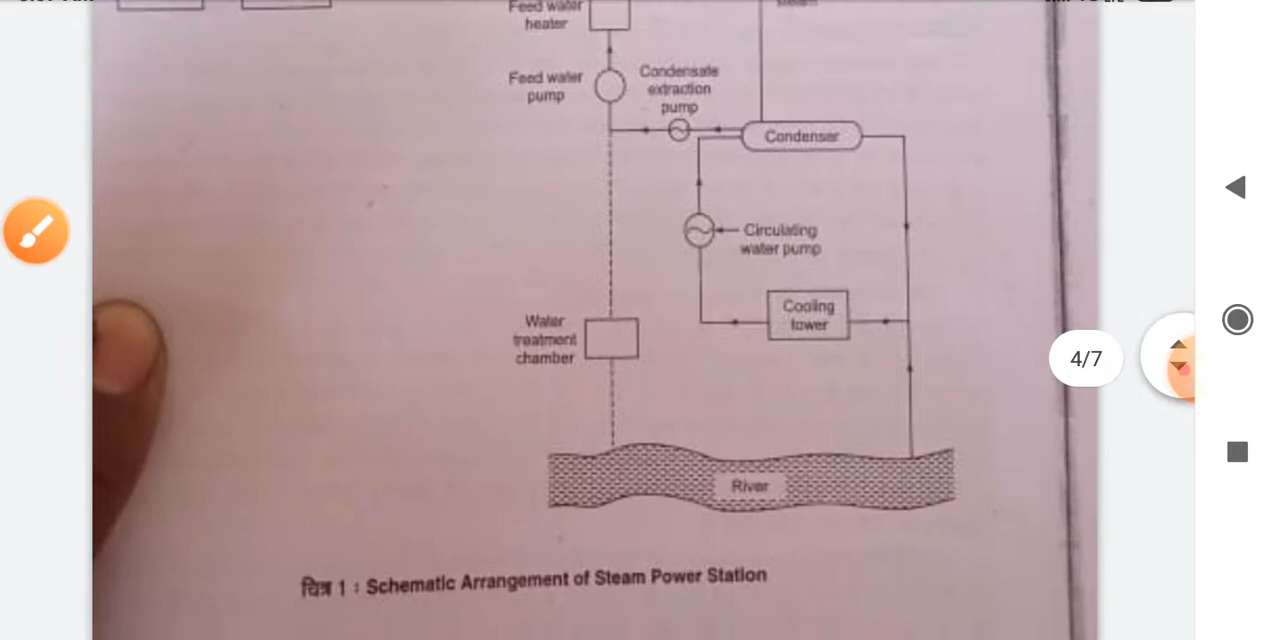 Feed water
heater
Feed water
pump
Condensate
extraction
pump
Condenser
Circulating
water pump
Cooling
tower
Water
treatment
chamber
4/7
River
चित्र 1 : Schematic Arrangement of Steam Power Station